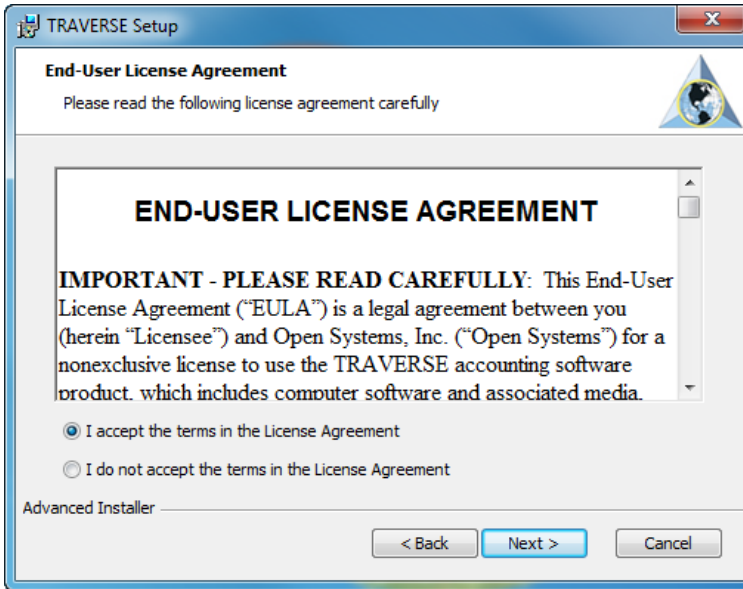 TRAVERSE Setup
End-User License Agreement
Please read the following license agreement carefully
END-USER LICENSE AGREEMENT
IMPORTANT - PLEASE READ CAREFULLY:  This End-User
License Agreement (“EULA”) is a legal agreement between you
(herein “Licensee”) and Open Systems, Inc. (“Open Systems”) for a
nonexclusive license to use the TRAVERSE accounting software
product, which includes computer software and associated media,
I accept the terms in the License Agreement
I do not accept the terms in the License Agreement
Advanced Installer
< Back Next > Cancel